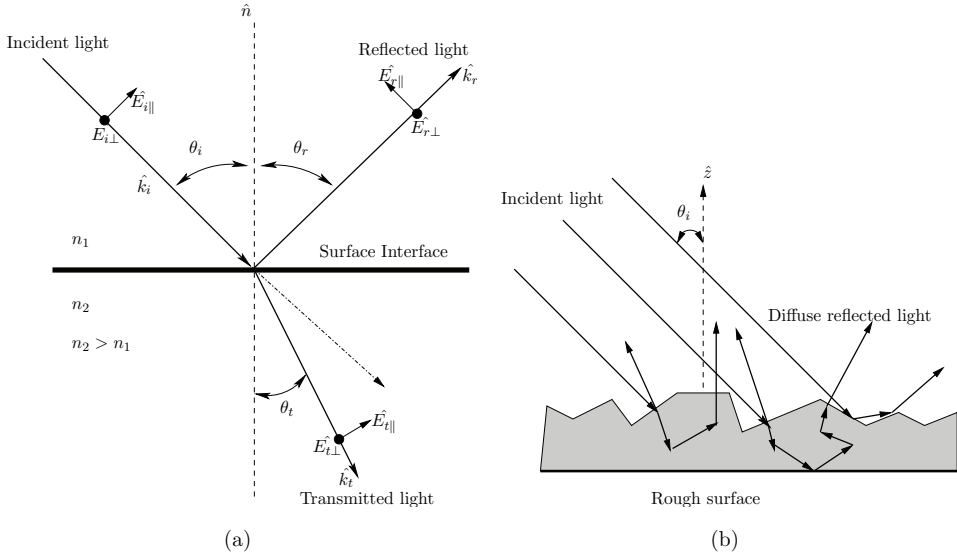 n̂
Incident light
Reflected light
Ê_{i∥}
E_{i⊥}
Ê_{r∥}
k̂_r
Ê_{r⊥}
θ_i
θ_r
k̂_i
n_1
Surface Interface
n_2
n_2 > n_1
θ_t
Ê_{t∥}
Ê_{t⊥}
k̂_t
Transmitted light
(a)
ẑ
Incident light
θ_i
Diffuse reflected light
Rough surface
(b)